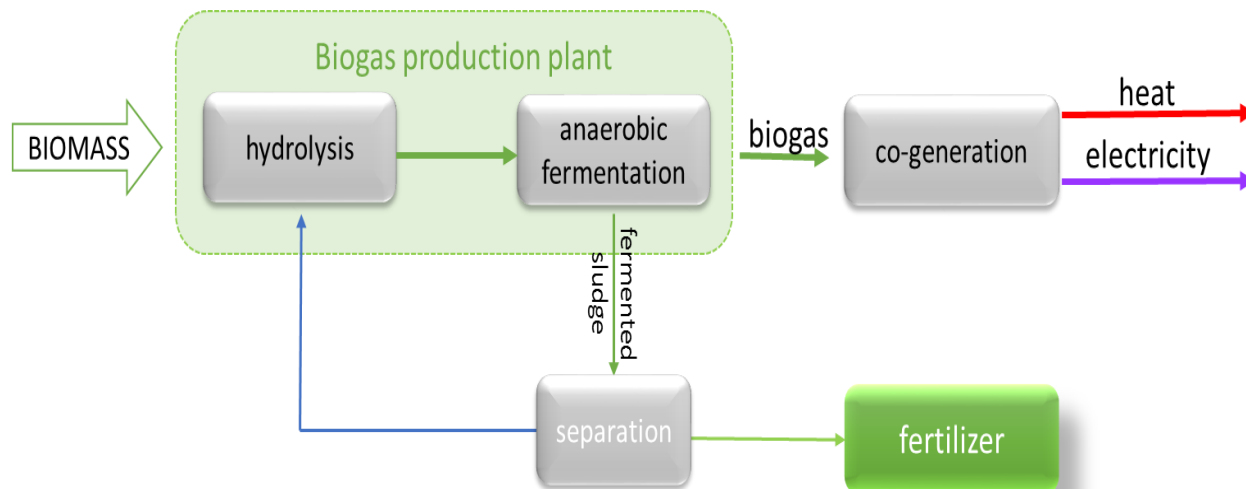 Biogas production plant
BIOMASS
hydrolysis
anaerobic
fermentation
biogas
co-generation
heat
electricity
fermented
sludge
separation
fertilizer